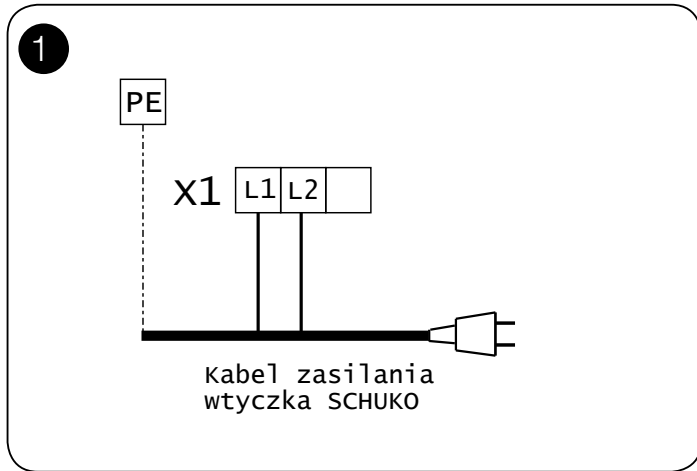 1
PE
X1 L1 L2
Kabel zasilania
wtyczka SCHUKO